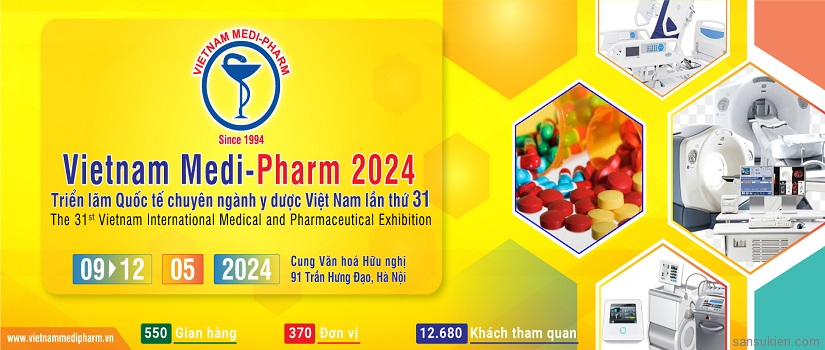 VIETNAM MEDI-PHARM
Since 1994
Vietnam Medi-Pharm 2024
Triển lãm Quốc tế chuyên ngành y dược Việt Nam lần thứ 31
The 31st Vietnam International Medical and Pharmaceutical Exhibition
09▸12 05 2024
Cung Văn hoá Hữu nghị
91 Trần Hưng Đạo, Hà Nội
www.vietnammedipharm.vn
550 Gian hàng
370 Đơn vị
12.680 Khách tham quan
sansukien.com